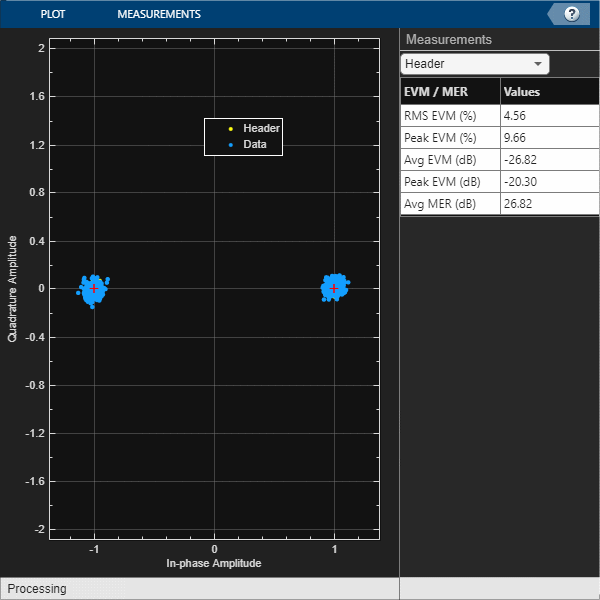 PLOT MEASUREMENTS ?
Measurements
Header
EVM / MER Values
RMS EVM (%) 4.56
Peak EVM (%) 9.66
Avg EVM (dB) -26.82
Peak EVM (dB) -20.30
Avg MER (dB) 26.82
Header
Data
Quadrature Amplitude
2
1.6
1.2
0.8
0.4
0
-0.4
-0.8
-1.2
-1.6
-2
-1 0 1
In-phase Amplitude
Processing